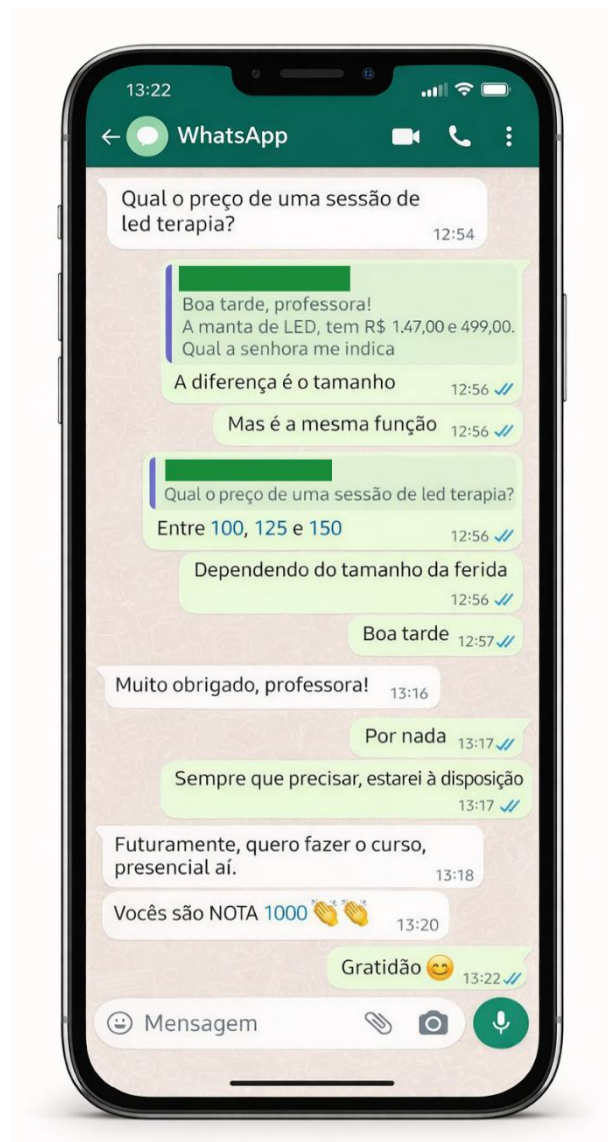 13:22
WhatsApp
Qual o preço de uma sessão de
led terapia?
12:54
Boa tarde, professora!
A manta de LED, tem R$ 1.47,00 e 499,00.
Qual a senhora me indica
A diferença é o tamanho
12:56
Mas é a mesma função
12:56
Qual o preço de uma sessão de led terapia?
Entre 100, 125 e 150
12:56
Dependendo do tamanho da ferida
12:56
Boa tarde
12:57
Muito obrigado, professora!
13:16
Por nada
13:17
Sempre que precisar, estarei à disposição
13:17
Futuramente, quero fazer o curso,
presencial aí.
13:18
Vocês são NOTA 1000 👏👏
13:20
Gratidão 😊
13:22
Mensagem